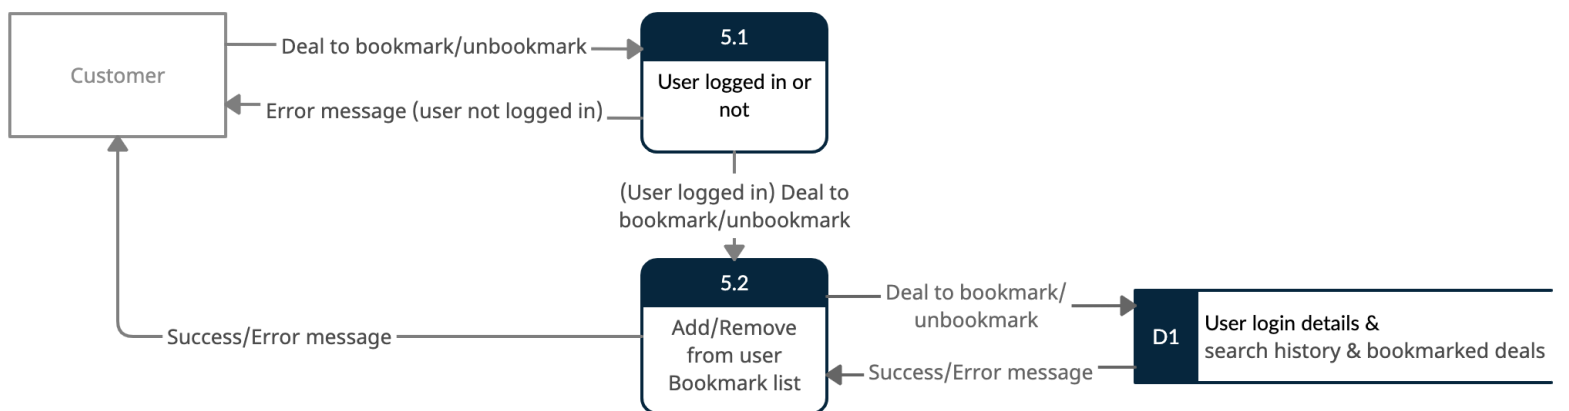 Customer
Deal to bookmark/unbookmark
Error message (user not logged in)
5.1
User logged in or
not
(User logged in) Deal to
bookmark/unbookmark
5.2
Add/Remove
from user
Bookmark list
Success/Error message
Deal to bookmark/
unbookmark
Success/Error message
D1
User login details &
search history & bookmarked deals